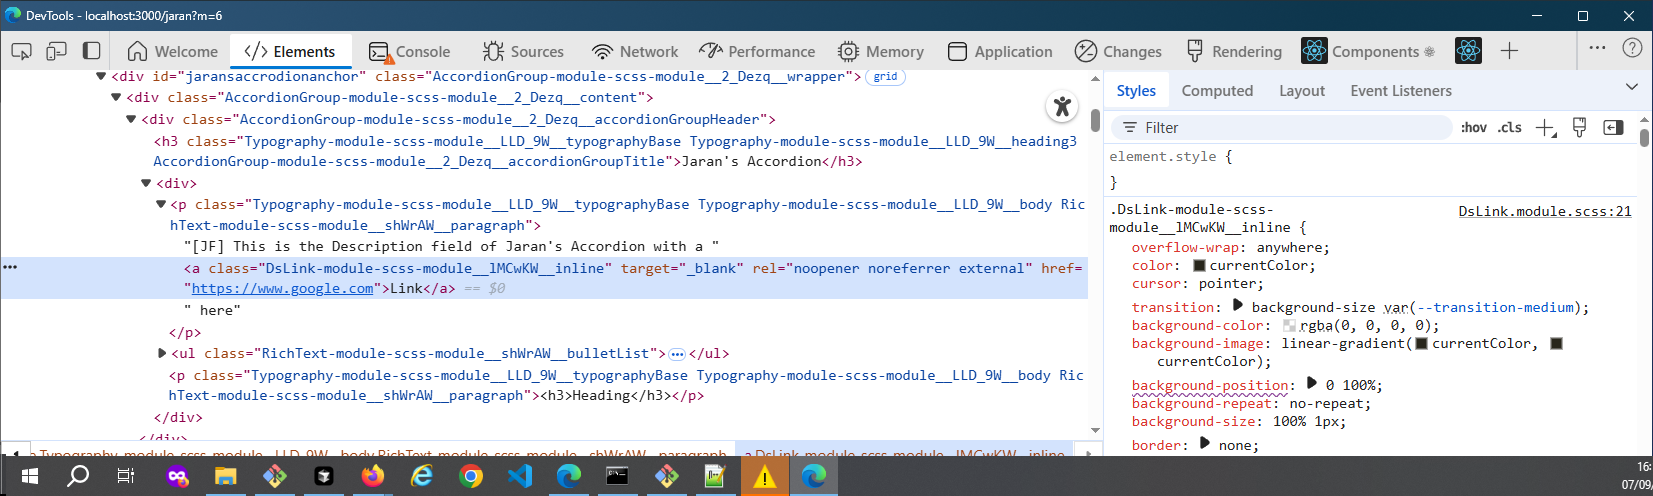 DevTools - localhost:3000/jaran?m=6
Welcome
Elements
Console
Sources
Network
Performance
Memory
Application
Changes
Rendering
Components
<div id="jaransaccrodionanchor" class="AccordionGroup-module-scss-module__2_Dezq__wrapper"> grid
<div class="AccordionGroup-module-scss-module__2_Dezq__content">
<div class="AccordionGroup-module-scss-module__2_Dezq__accordionGroupHeader">
<h3 class="Typography-module-scss-module__LLD_9W__typographyBase Typography-module-scss-module__LLD_9W__heading3
AccordionGroup-module-scss-module__2_Dezq__accordionGroupTitle">Jaran's Accordion</h3>
<div>
<p class="Typography-module-scss-module__LLD_9W__typographyBase Typography-module-scss-module__LLD_9W__body Ric
hText-module-scss-module__shWrAW__paragraph">
"[JF] This is the Description field of Jaran's Accordion with a "
<a class="DsLink-module-scss-module__lMCwKW__inline" target="_blank" rel="noopener noreferrer external" href=
"https://www.google.com">Link</a> == $0
" here"
</p>
<ul class="RichText-module-scss-module__shWrAW__bulletList">…</ul>
<p class="Typography-module-scss-module__LLD_9W__typographyBase Typography-module-scss-module__LLD_9W__body Ric
hText-module-scss-module__shWrAW__paragraph"><h3>Heading</h3></p>
</div>
</div>
Styles
Computed
Layout
Event Listeners
Filter
:hov .cls
element.style {
}
.DsLink-module-scss-
module__lMCwKW__inline {
DsLink.module.scss:21
overflow-wrap: anywhere;
color: currentColor;
cursor: pointer;
transition: background-size var(--transition-medium);
background-color: rgba(0, 0, 0, 0);
background-image: linear-gradient(currentColor,
currentColor);
background-position: 0 100%;
background-repeat: no-repeat;
background-size: 100% 1px;
border: none;
Typography-module-scss-module__LLD_9W__body.RichText-module-scss-module__shWrAW__paragraph
a.DsLink-module-scss-module__lMCwKW__inline
16:
07/09/